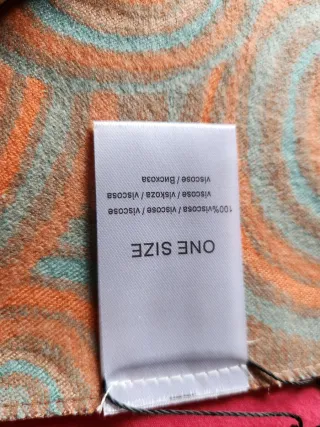 ONE SIZE
100%viscosa / viscose / viscose
viscose / viskoza / viscosa
viscose / Вискоза